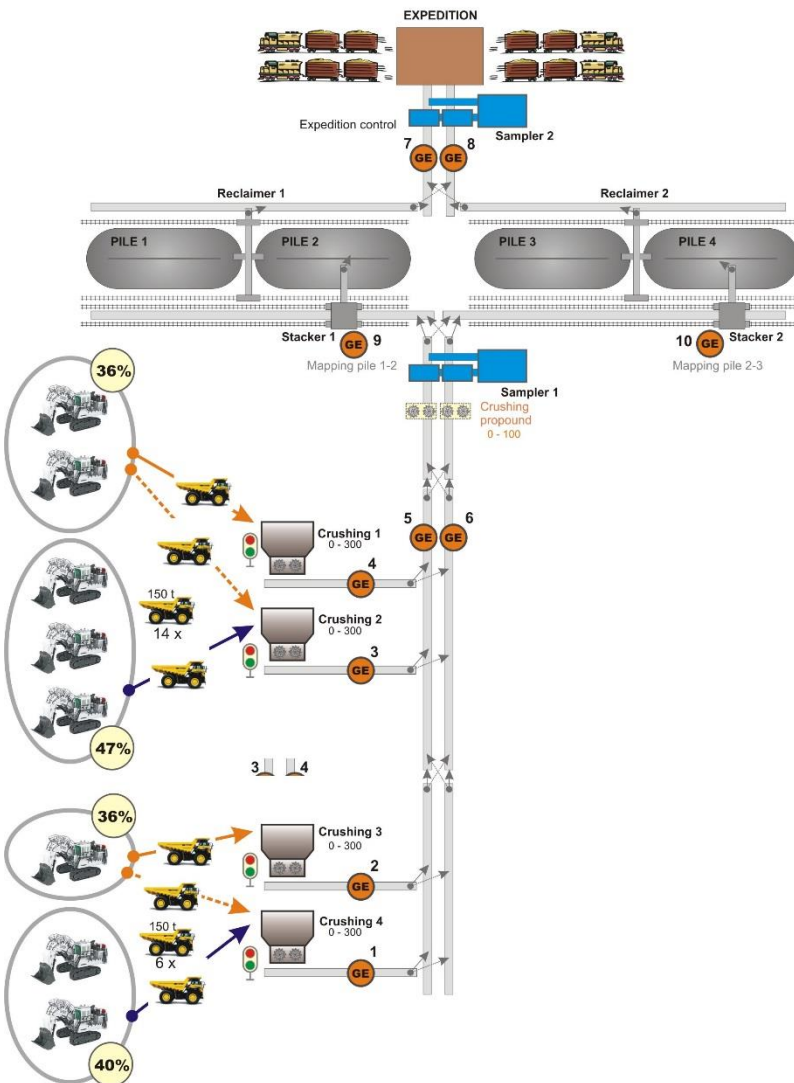 EXPEDITION
Expedition control
Sampler 2
7
8
GE
GE
Reclaimer 1
Reclaimer 2
PILE 1
PILE 2
PILE 3
PILE 4
Stacker 1
9
GE
Mapping pile 1-2
10
GE
Stacker 2
Mapping pile 2-3
Sampler 1
Crushing
propound
0 - 100
36%
5
6
GE
GE
Crushing 1
0 - 300
4
GE
150 t
14 x
Crushing 2
0 - 300
3
GE
47%
3
4
36%
Crushing 3
0 - 300
2
GE
150 t
6 x
Crushing 4
0 - 300
1
GE
40%